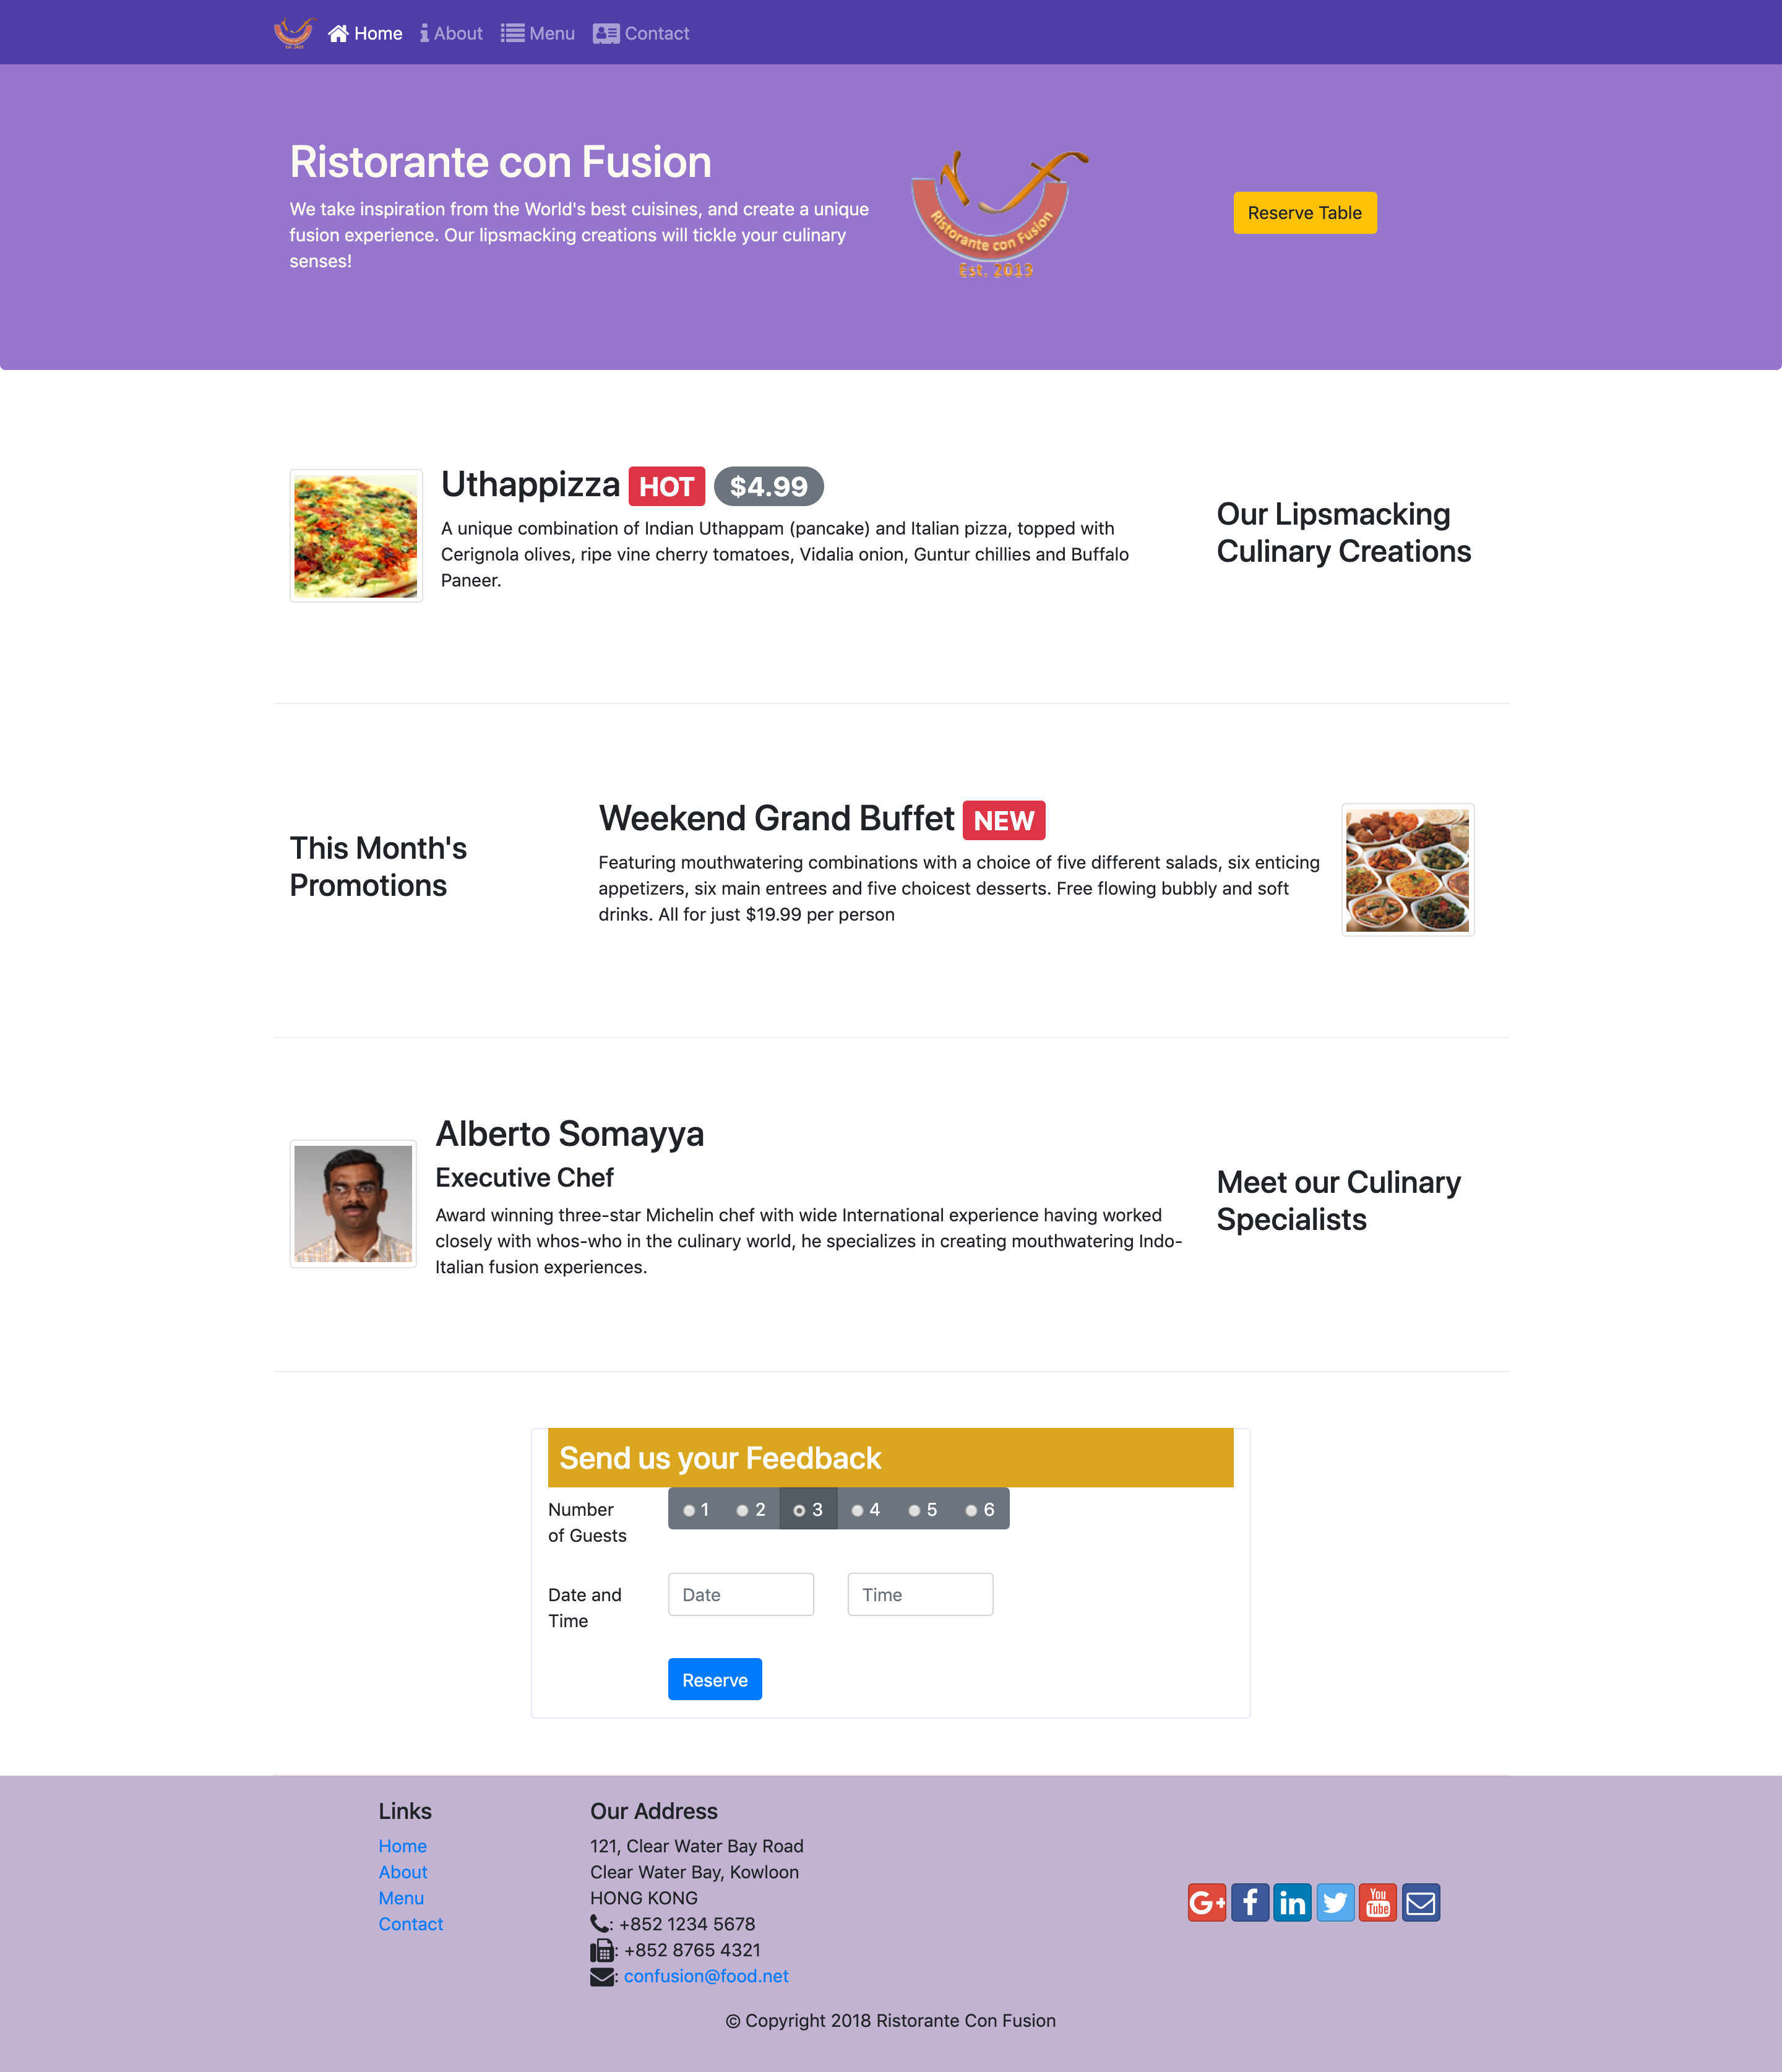 Home About Menu Contact
Ristorante con Fusion
We take inspiration from the World's best cuisines, and create a unique
fusion experience. Our lipsmacking creations will tickle your culinary
senses!
Ristorante con Fusion
Est. 2013
Reserve Table
Uthappizza HOT $4.99
A unique combination of Indian Uthappam (pancake) and Italian pizza, topped with
Cerignola olives, ripe vine cherry tomatoes, Vidalia onion, Guntur chillies and Buffalo
Paneer.
Our Lipsmacking
Culinary Creations
This Month's
Promotions
Weekend Grand Buffet NEW
Featuring mouthwatering combinations with a choice of five different salads, six enticing
appetizers, six main entrees and five choicest desserts. Free flowing bubbly and soft
drinks. All for just $19.99 per person
Alberto Somayya
Executive Chef
Award winning three-star Michelin chef with wide International experience having worked
closely with whos-who in the culinary world, he specializes in creating mouthwatering Indo-
Italian fusion experiences.
Meet our Culinary
Specialists
Send us your Feedback
Number
of Guests
1 2 3 4 5 6
Date and
Time
Date
Time
Reserve
Links
Home
About
Menu
Contact
Our Address
121, Clear Water Bay Road
Clear Water Bay, Kowloon
HONG KONG
: +852 1234 5678
: +852 8765 4321
: confusion@food.net
G+ f in You Tube
© Copyright 2018 Ristorante Con Fusion